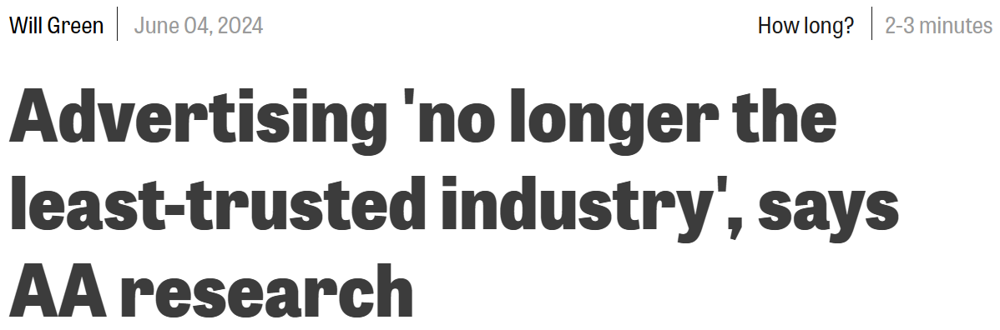 Will Green | June 04, 2024 How long? | 2-3 minutes
Advertising 'no longer the
least-trusted industry', says
AA research